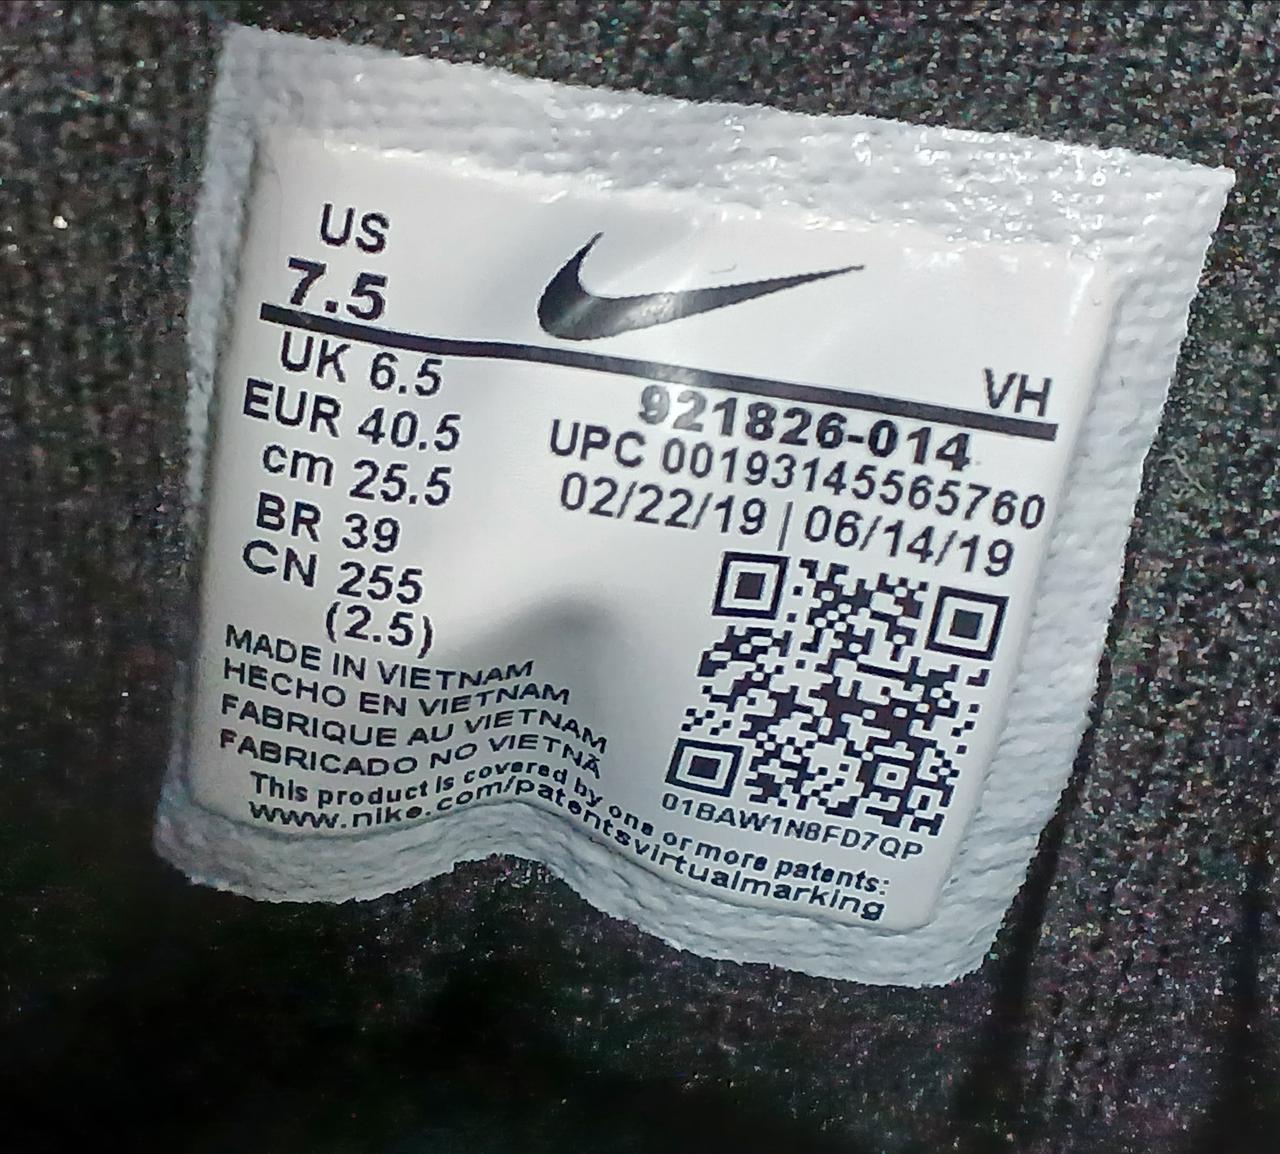 US
7.5
VH
UK 6.5
EUR 40.5
cm 25.5
BR 39
CN 255
(2.5)
921826-014
UPC 00193145565760
02/22/19 | 06/14/19
01BAW1N8FD7QP
MADE IN VIETNAM
HECHO EN VIETNAM
FABRIQUE AU VIETNAM
FABRICADO NO VIETNÃ
This product is covered by one or more patents:
www.nike.com/patentsvirtualmarking